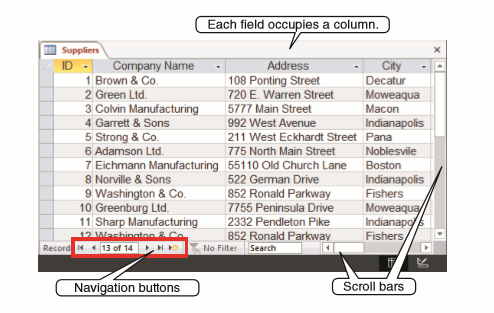 Each field occupies a column.
Suppliers
ID Company Name Address City
1 Brown & Co. 108 Ponting Street Decatur
2 Green Ltd. 720 E. Warren Street Moweaqua
3 Colvin Manufacturing 5777 Main Street Macon
4 Garrett & Sons 992 West Avenue Indianapolis
5 Strong & Co. 211 West Eckhardt Street Pana
6 Adamson Ltd. 775 North Main Street Noblesvile
7 Eichmann Manufacturing 55110 Old Church Lane Boston
8 Norville & Sons 522 German Drive Indianapolis
9 Washington & Co. 852 Ronald Parkway Fishers
10 Greenburg Ltd. 7755 Peninsula Drive Moweaqua
11 Sharp Manufacturing 2332 Pendleton Pike Indianapolis
12 Washington & Co. 852 Ronald Parkway Fishers
Record: 13 of 14 No Filter Search
Navigation buttons
Scroll bars